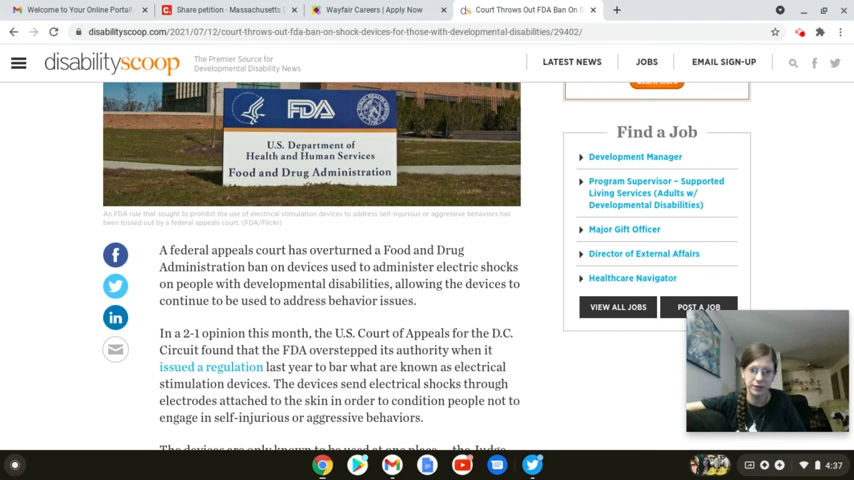 Welcome to Your Online Portal
Share petition · Massachusetts D
Wayfair Careers | Apply Now
Court Throws Out FDA Ban On S
disabilityscoop.com/2021/07/12/court-throws-out-fda-ban-on-shock-devices-for-those-with-developmental-disabilities/29402/
disabilityscoop
The Premier Source for
Developmental Disability News
LATEST NEWS
JOBS
EMAIL SIGN-UP
FDA
U.S. Department of
Health and Human Services
Food and Drug Administration
An FDA rule that sought to prohibit the use of electrical stimulation devices to address self-injurious or aggressive behaviors has
been tossed out by a federal appeals court. (FDA/Flickr)
A federal appeals court has overturned a Food and Drug
Administration ban on devices used to administer electric shocks
on people with developmental disabilities, allowing the devices to
continue to be used to address behavior issues.
In a 2-1 opinion this month, the U.S. Court of Appeals for the D.C.
Circuit found that the FDA overstepped its authority when it
issued a regulation last year to bar what are known as electrical
stimulation devices. The devices send electrical shocks through
electrodes attached to the skin in order to condition people not to
engage in self-injurious or aggressive behaviors.
The devices are only known to be used at one place — the Judge
Find a Job
Development Manager
Program Supervisor – Supported
Living Services (Adults w/
Developmental Disabilities)
Major Gift Officer
Director of External Affairs
Healthcare Navigator
VIEW ALL JOBS
POST A JOB
4:37